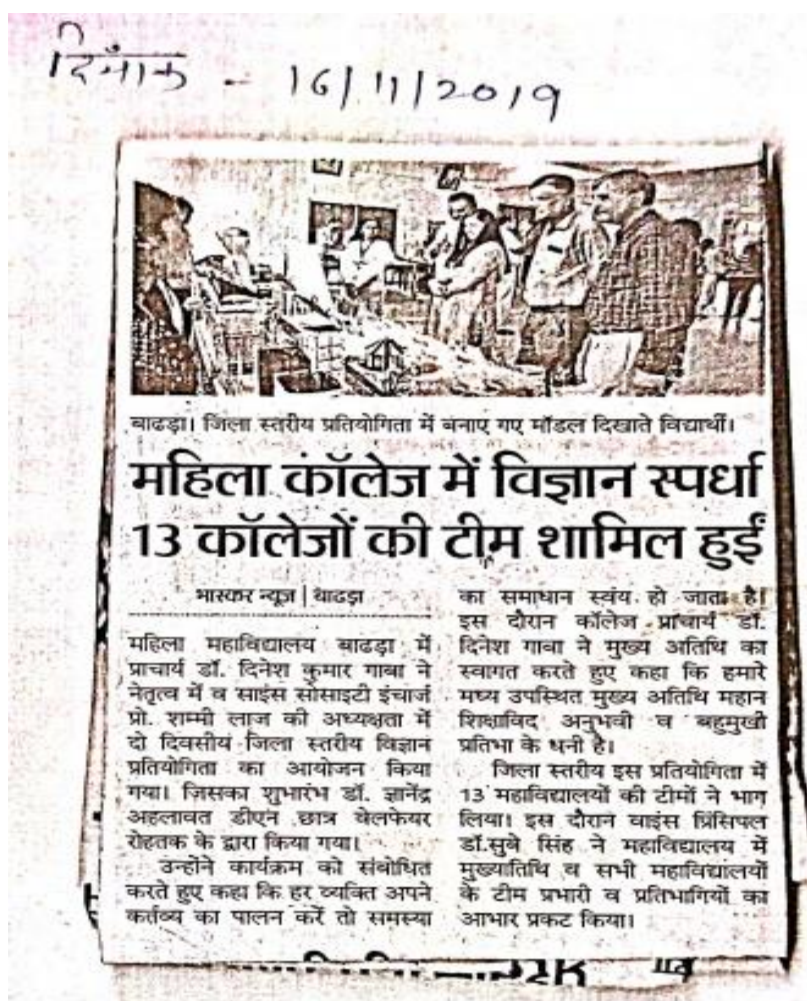 दिनांक - 16/11/2019
बाढड़ा। जिला स्तरीय प्रतियोगिता में बनाए गए मॉडल दिखाते विद्यार्थी।
महिला कॉलेज में विज्ञान स्पर्धा
13 कॉलेजों की टीम शामिल हुईं
भास्कर न्यूज | बाढड़ा
महिला महाविद्यालय बाढड़ा में
प्राचार्य डॉ. दिनेश कुमार गाबा ने
नेतृत्व में व साइंस सोसाइटी इंचार्ज
प्रो. शम्मी लाज की अध्यक्षता में
दो दिवसीय जिला स्तरीय विज्ञान
प्रतियोगिता का आयोजन किया
गया। जिसका शुभारंभ डॉ. ज्ञानेंद्र
अहलावत डीएन छात्र वेलफेयर
रोहतक के द्वारा किया गया।
उन्होंने कार्यक्रम को संबोधित
करते हुए कहा कि हर व्यक्ति अपने
कर्तव्य का पालन करें तो समस्या
का समाधान स्वंय हो जाता है।
इस दौरान कॉलेज प्राचार्य डॉ.
दिनेश गाबा ने मुख्य अतिथि का
स्वागत करते हुए कहा कि हमारे
मध्य उपस्थित मुख्य अतिथि महान
शिक्षाविद अनुभवी व बहुमुखी
प्रतिभा के धनी है।
जिला स्तरीय इस प्रतियोगिता में
13 महाविद्यालयों की टीमों ने भाग
लिया। इस दौरान वाइंस प्रिंसिपल
डॉ.सुबे सिंह ने महाविद्यालय में
मुख्यातिथि व सभी महाविद्यालयों
के टीम प्रभारी व प्रतिभागियों का
आभार प्रकट किया।